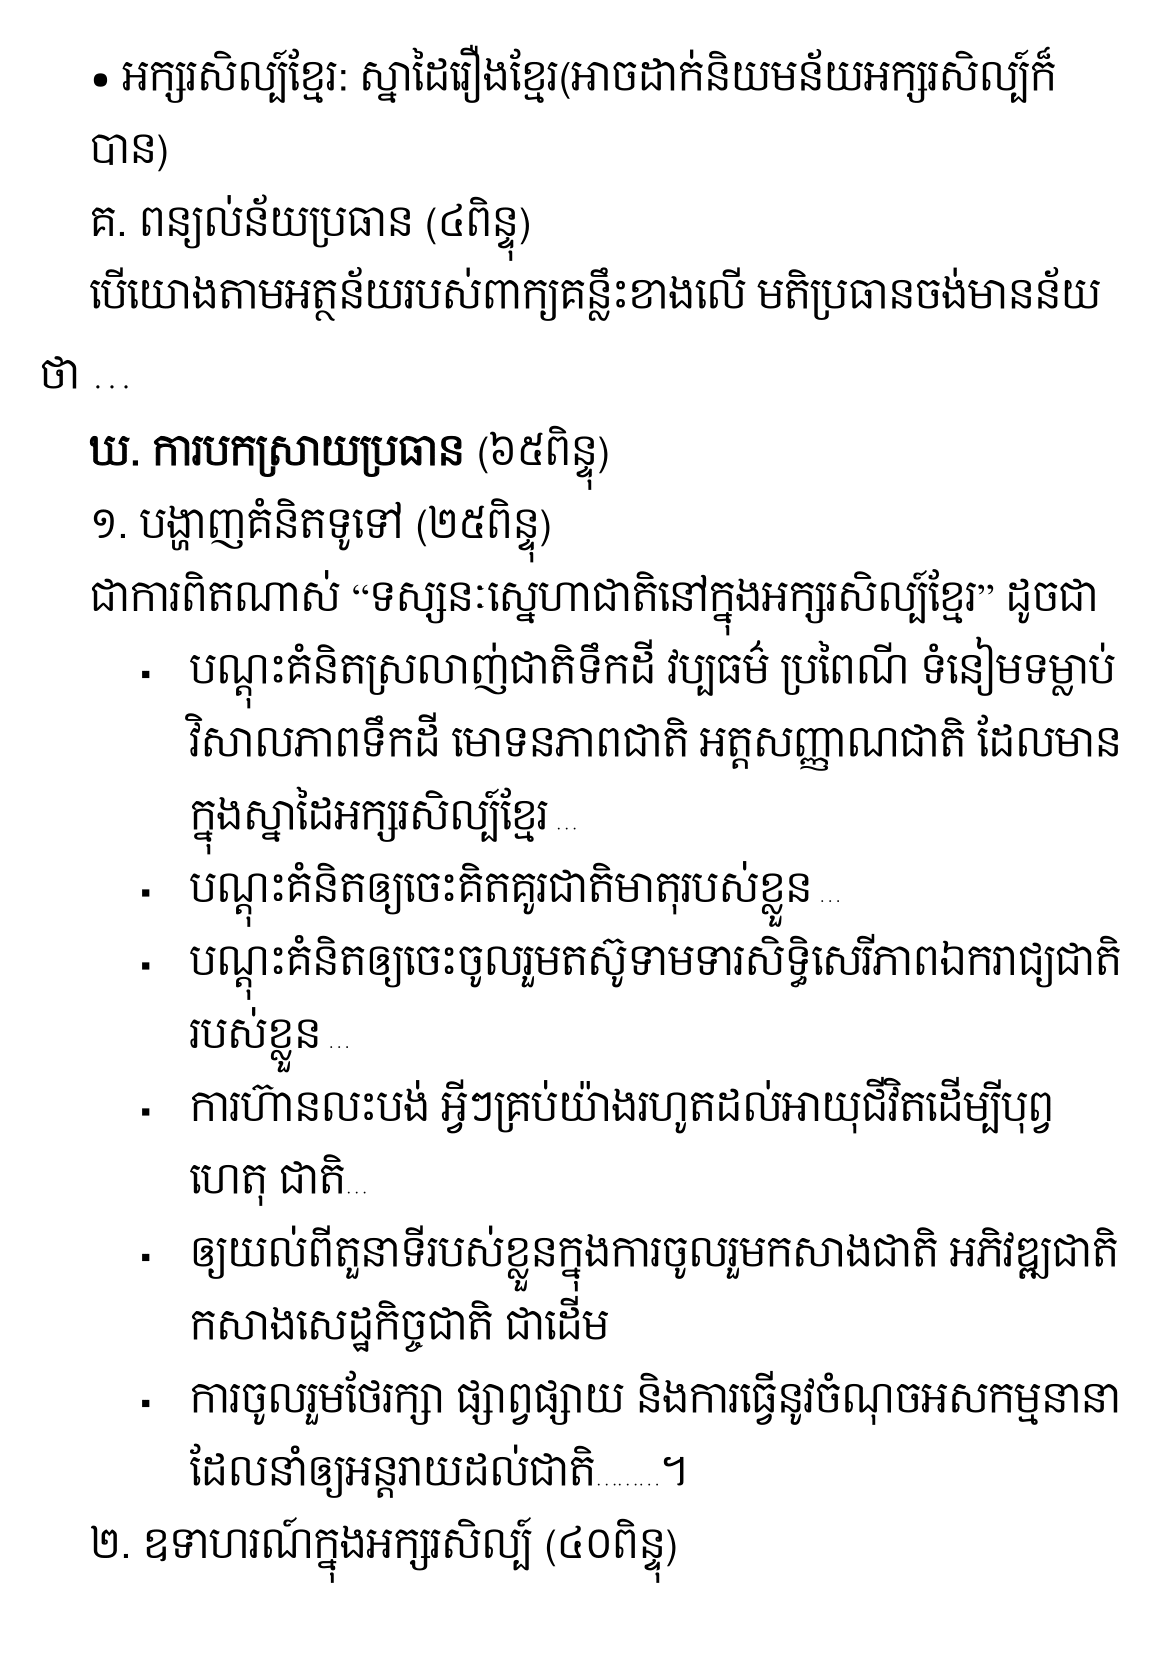 • អក្សរសិល្ប៍ខ្មែរ: ស្នាដៃរឿងខ្មែរ(អាចដាក់និយមន័យអក្សរសិល្ប៍ក៏
បាន)
គ. ពន្យល់ន័យប្រធាន (៤ពិន្ទុ)
បើយោងតាមអត្ថន័យរបស់ពាក្យគន្លឹះខាងលើ មតិប្រធានចង់មានន័យ
ថា ...
ឃ. ការបកស្រាយប្រធាន (៦៥ពិន្ទុ)
១. បង្ហាញគំនិតទូទៅ (២៥ពិន្ទុ)
ជាការពិតណាស់ “ទស្សនៈស្នេហាជាតិនៅក្នុងអក្សរសិល្ប៍ខ្មែរ” ដូចជា
▪ បណ្តុះគំនិតស្រលាញ់ជាតិទឹកដី វប្បធម៌ ប្រពៃណី ទំនៀមទម្លាប់
វិសាលភាពទឹកដី មោទនភាពជាតិ អត្តសញ្ញាណជាតិ ដែលមាន
ក្នុងស្នាដៃអក្សរសិល្ប៍ខ្មែរ ...
▪ បណ្តុះគំនិតឲ្យចេះគិតគូរជាតិមាតុរបស់ខ្លួន ...
▪ បណ្តុះគំនិតឲ្យចេះចូលរួមតស៊ូទាមទារសិទ្ធិសេរីភាពឯករាជ្យជាតិ
របស់ខ្លួន ...
▪ ការហ៊ានលះបង់ អ្វីៗគ្រប់យ៉ាងរហូតដល់អាយុជីវិតដើម្បីបុព្វ
ហេតុ ជាតិ...
▪ ឲ្យយល់ពីតួនាទីរបស់ខ្លួនក្នុងការចូលរួមកសាងជាតិ អភិវឌ្ឍជាតិ
កសាងសេដ្ឋកិច្ចជាតិ ជាដើម
▪ ការចូលរួមថែរក្សា ផ្សាព្វផ្សាយ និងការធ្វើនូវចំណុចអសកម្មនានា
ដែលនាំឲ្យអន្តរាយដល់ជាតិ.........។
២. ឧទាហរណ៍ក្នុងអក្សរសិល្ប៍ (៤០ពិន្ទុ)